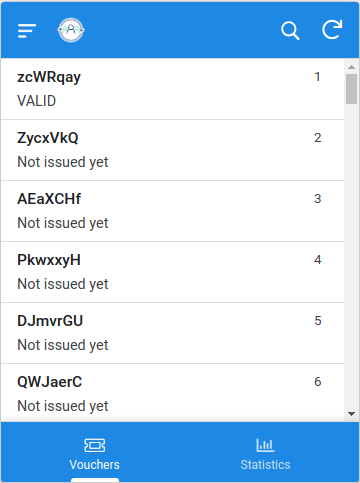 zcWRqay 1
VALID
ZycxVkQ 2
Not issued yet
AEaXCHf 3
Not issued yet
PkwxxyH 4
Not issued yet
DJmvrGU 5
Not issued yet
QWJaerC 6
Not issued yet
Vouchers Statistics